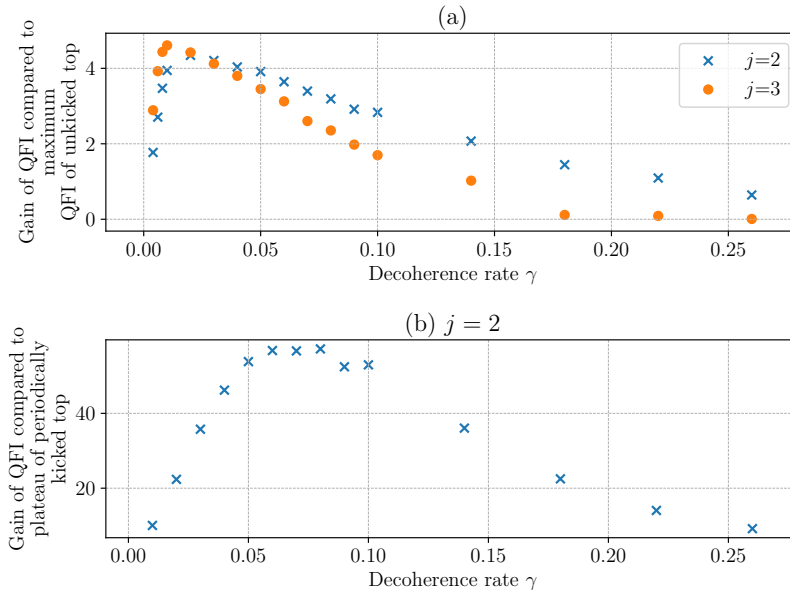 (a)
Gain of QFI compared to
maximum
QFI of unkicked top
4
2
0
j=2
j=3
0.00 0.05 0.10 0.15 0.20 0.25
Decoherence rate γ
(b) j = 2
Gain of QFI compared to
plateau of periodically
kicked top
40
20
0.00 0.05 0.10 0.15 0.20 0.25
Decoherence rate γ